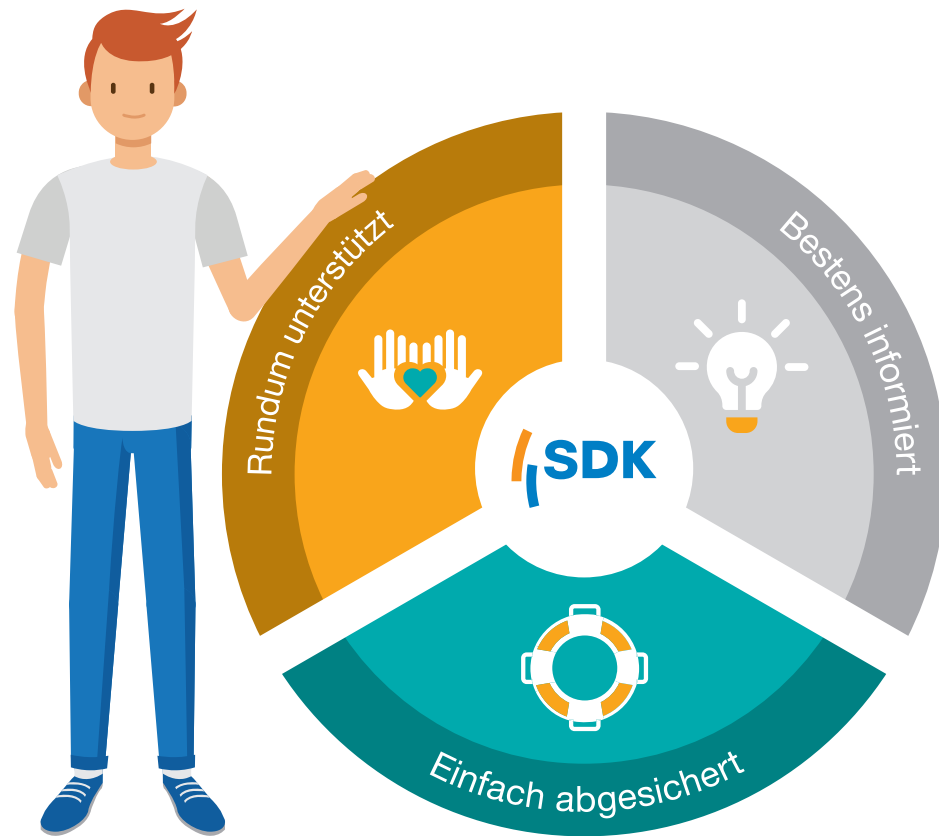 Rundum unterstützt
Bestens informiert
SDK
Einfach abgesichert